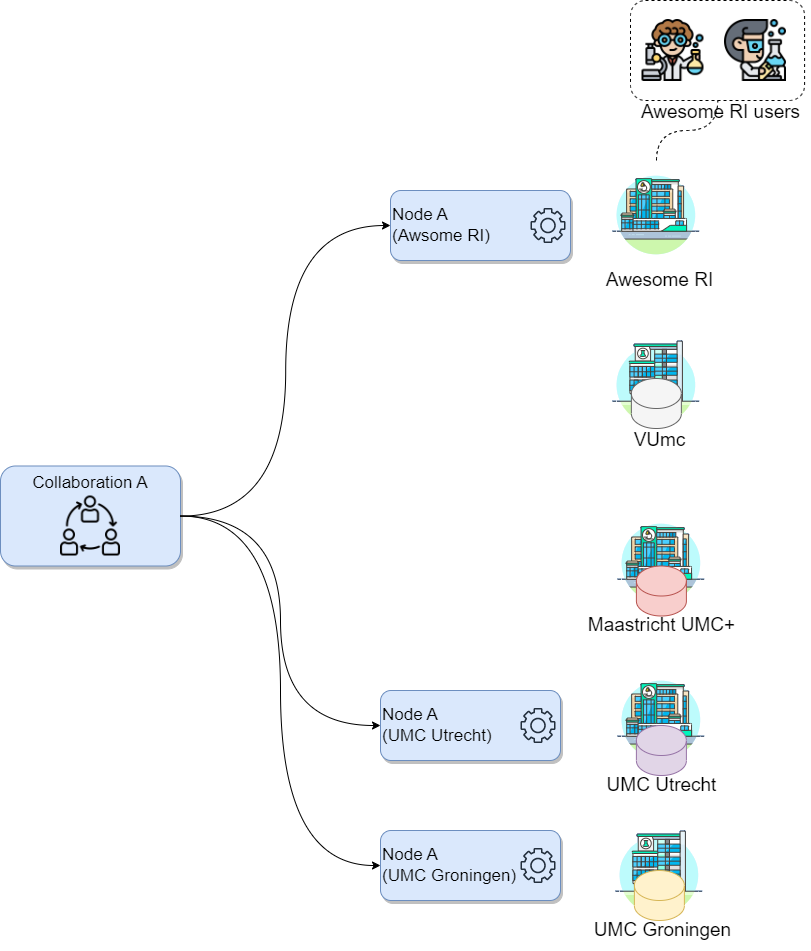 Awesome RI users
Node A
(Awsome RI)
Awesome RI
VUmc
Collaboration A
Maastricht UMC+
Node A
(UMC Utrecht)
UMC Utrecht
Node A
(UMC Groningen)
UMC Groningen